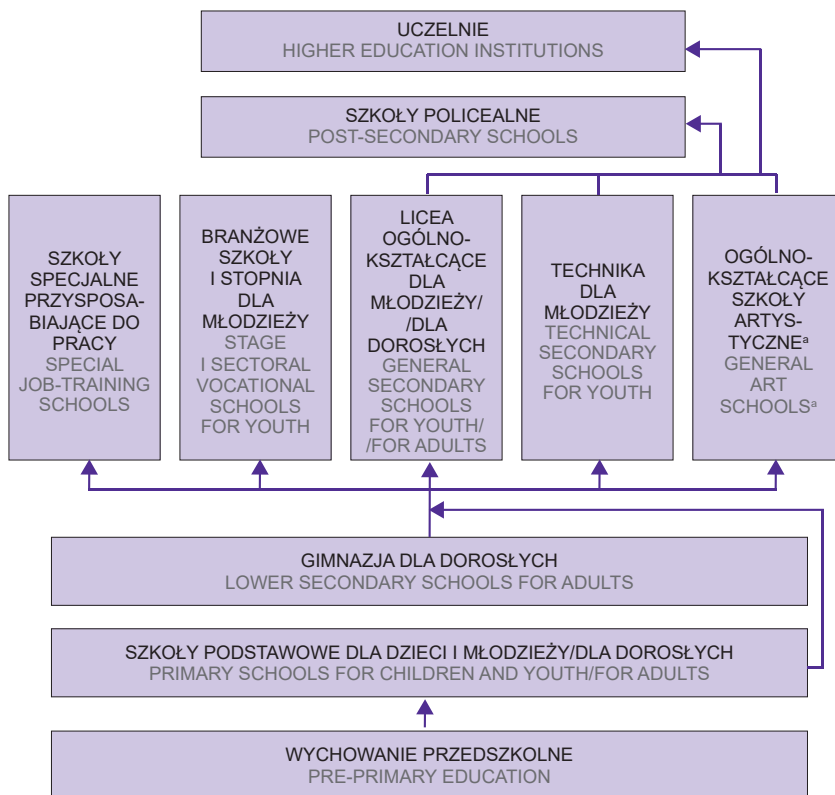 UCZELNIE
HIGHER EDUCATION INSTITUTIONS
SZKOŁY POLICEALNE
POST-SECONDARY SCHOOLS
SZKOŁY
SPECJALNE
PRZYSPOSA-
BIAJĄCE DO
PRACY
SPECIAL
JOB-TRAINING
SCHOOLS
BRANŻOWE
SZKOŁY
I STOPNIA
DLA
MŁODZIEŻY
STAGE
I SECTORAL
VOCATIONAL
SCHOOLS
FOR YOUTH
LICEA
OGÓLNO-
KSZTAŁCĄCE
DLA
MŁODZIEŻY/
/DLA
DOROSŁYCH
GENERAL
SECONDARY
SCHOOLS
FOR YOUTH/
/FOR ADULTS
TECHNIKA
DLA
MŁODZIEŻY
TECHNICAL
SECONDARY
SCHOOLS
FOR YOUTH
OGÓLNO-
KSZTAŁCĄCE
SZKOŁY
ARTYS-
TYCZNEª
GENERAL
ART
SCHOOLSª
GIMNAZJA DLA DOROSŁYCH
LOWER SECONDARY SCHOOLS FOR ADULTS
SZKOŁY PODSTAWOWE DLA DZIECI I MŁODZIEŻY/DLA DOROSŁYCH
PRIMARY SCHOOLS FOR CHILDREN AND YOUTH/FOR ADULTS
WYCHOWANIE PRZEDSZKOLNE
PRE-PRIMARY EDUCATION